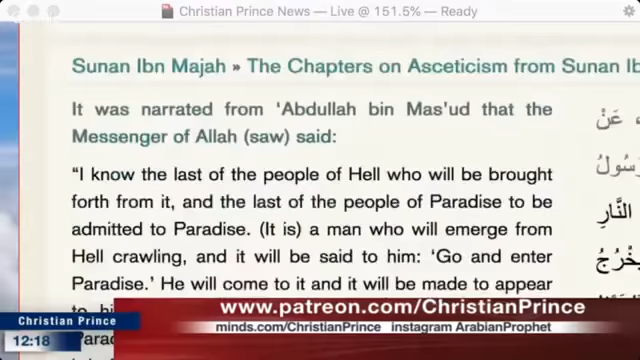 Christian Prince News — Live @ 151.5% — Ready
Sunan Ibn Majah » The Chapters on Asceticism from Sunan Ib
It was narrated from 'Abdullah bin Mas'ud that the
Messenger of Allah (saw) said:
"I know the last of the people of Hell who will be brought
forth from it, and the last of the people of Paradise to be
admitted to Paradise. (It is) a man who will emerge from
Hell crawling, and it will be said to him: 'Go and enter
Paradise.' He will come to it and it will be made to appear
to
Parad
، عَنْ
النَّارِ
www.patreon.com/ChristianPrince
minds.com/ChristianPrince instagram ArabianProphet
Christian Prince
12:18